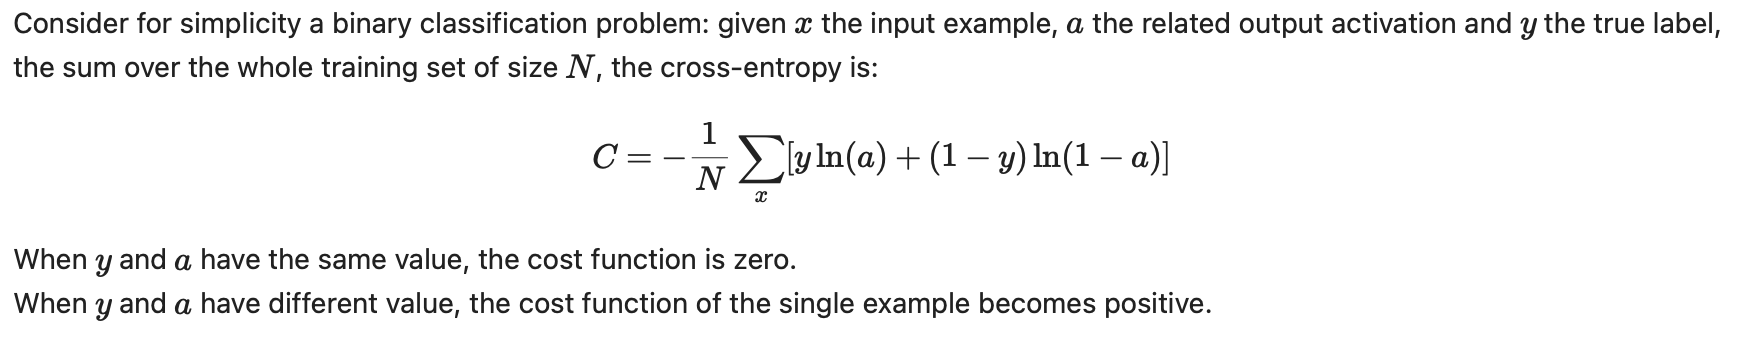 Consider for simplicity a binary classification problem: given x the input example, a the related output activation and y the true label,
the sum over the whole training set of size N, the cross-entropy is:
C = −\frac{1}{N} \sum_{x} [y ln(a) + (1 − y) ln(1 − a)]
When y and a have the same value, the cost function is zero.
When y and a have different value, the cost function of the single example becomes positive.